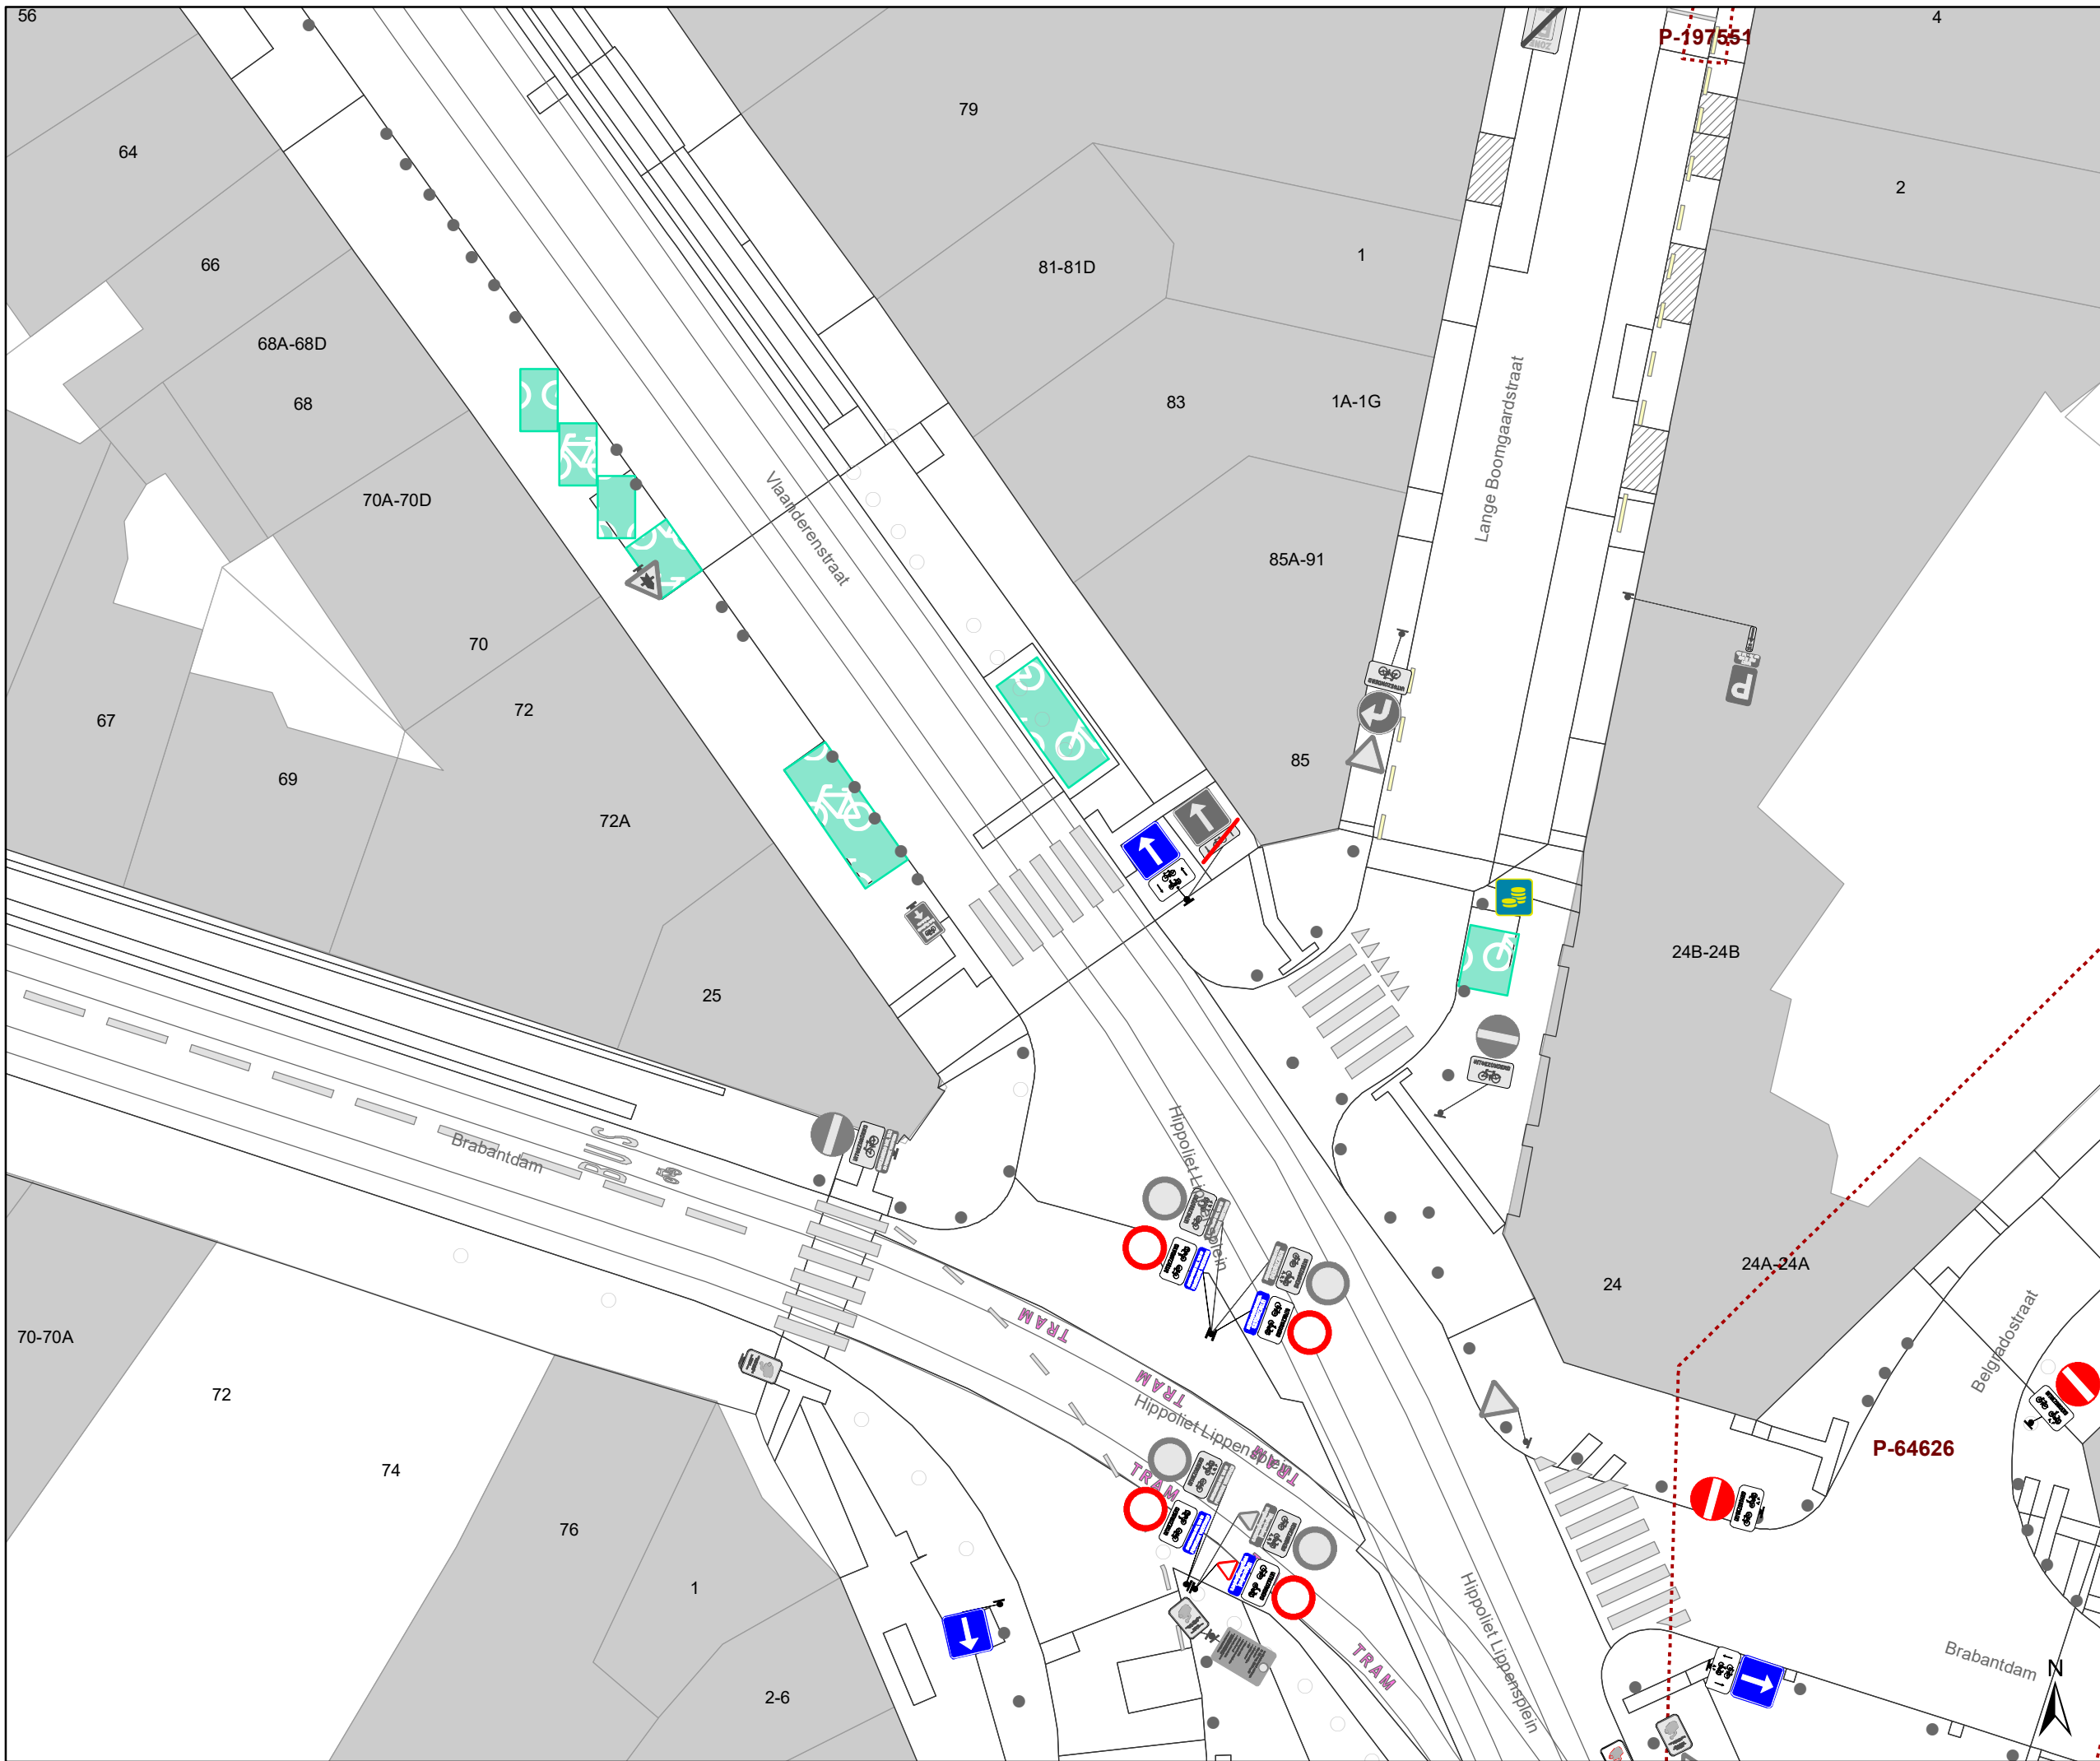 56
4
P-197551
79
64
2
66
81-81D
1
68A-68D
68
83
1A-1G
Lange Boomgaardstraat
70A-70D
Vlaanderenstraat
85A-91
70
P
72
67
85
69
72A
24B-24B
25
UITGEZONDERD
Brabantdam
BUS
Hippoliet Lippensplein
24A-24A
24
70-70A
TRAM
Belgradostraat
72
TRAM
Hippoliet Lippensplein
TRAM
P-64626
74
TRAM
76
1
Hippoliet Lippensplein
TRAM
Brabantdam
N
2-6